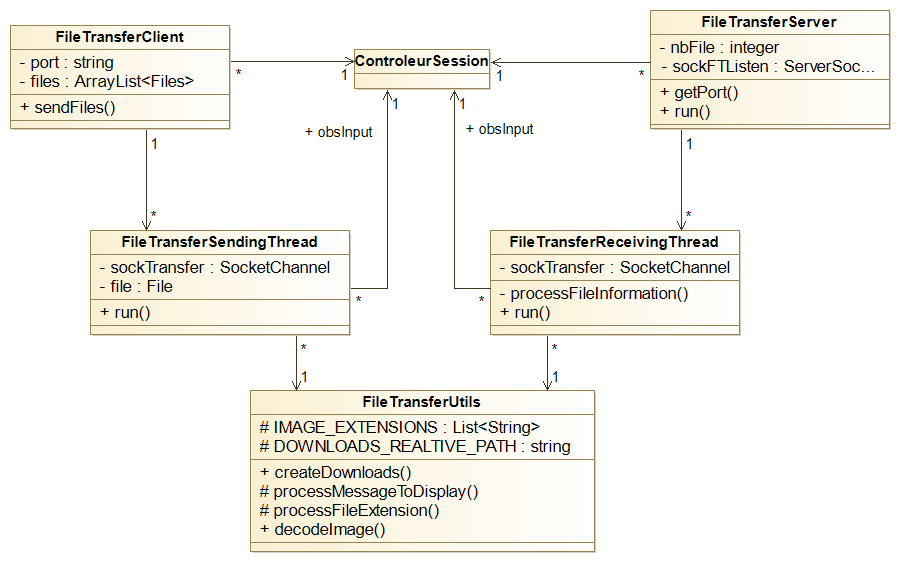 FileTransferClient
- port : string
- files : ArrayList<Files>
+ sendFiles()
*
1
ControleurSession
1
*
FileTransferServer
- nbFile : integer
- sockFTListen : ServerSoc...
+ getPort()
+ run()
1
*
+ obsInput
1
1
+ obsInput
1
*
FileTransferSendingThread
- sockTransfer : SocketChannel
- file : File
+ run()
*
FileTransferReceivingThread
- sockTransfer : SocketChannel
- processFileInformation()
+ run()
*
*
1
*
1
FileTransferUtils
# IMAGE_EXTENSIONS : List<String>
# DOWNLOADS_REALTIVE_PATH : string
+ createDownloads()
# processMessageToDisplay()
# processFileExtension()
+ decodeImage()